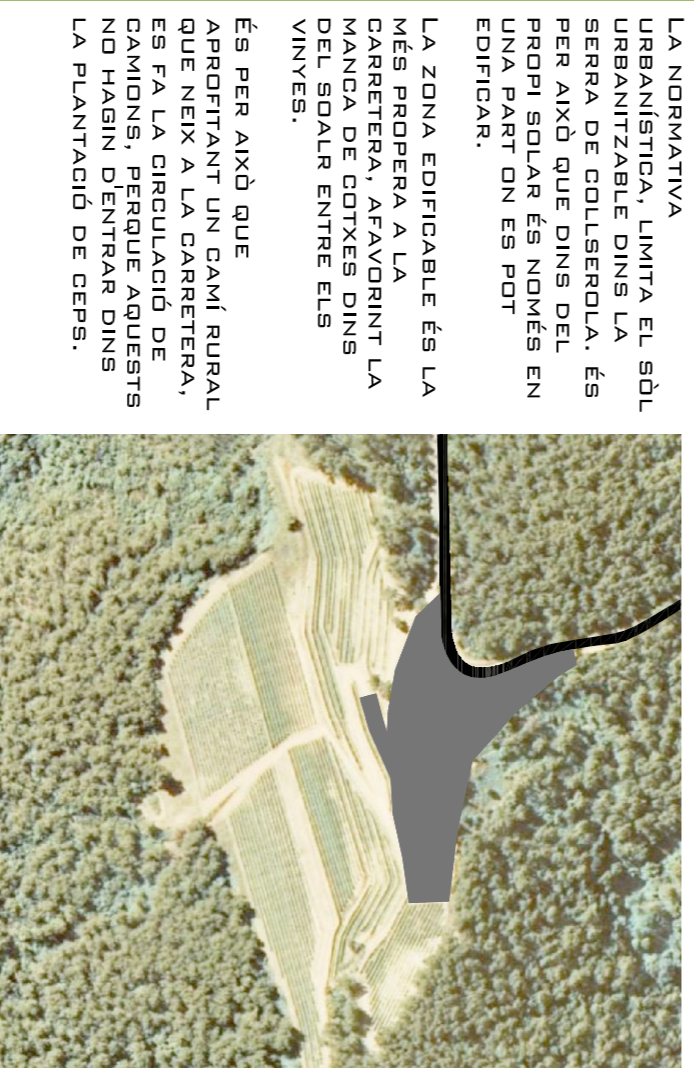 LA NORMATIVA
URBANÍSTICA, LIMITA EL SÒL
URBANITZABLE DINS LA
SERRA DE COLLSEROLA. ÉS
PER AIXÒ QUE DINS DEL
PROPI SOLAR ÉS NOMÉS EN
UNA PART ON ES POT
EDIFICAR.
LA ZONA EDIFICABLE ÉS LA
MÉS PROPERA A LA
CARRETERA, AFAVORINT LA
MANCA DE COTXES DINS
DEL SOALR ENTRE ELS
VINYES.
ÉS PER AIXÒ QUE
APROFITANT UN CAMÍ RURAL
QUE NEIX A LA CARRETERA,
ES FA LA CIRCULACIÓ DE
CAMIONS, PERQUE AQUESTS
NO HAGIN D'ENTRAR DINS
LA PLANTACIÓ DE CEPS.